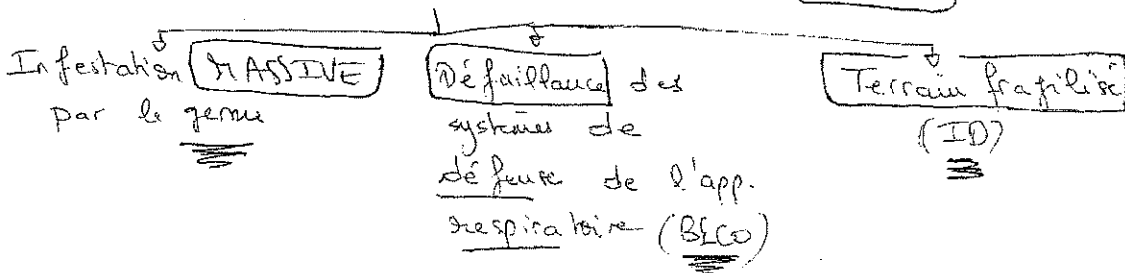 Infestation MASSIVE
par le germe
Défaillance des
systèmes de
défense de l'app.
respiratoire (BPCO)
Terrain fragilisé
(ID)